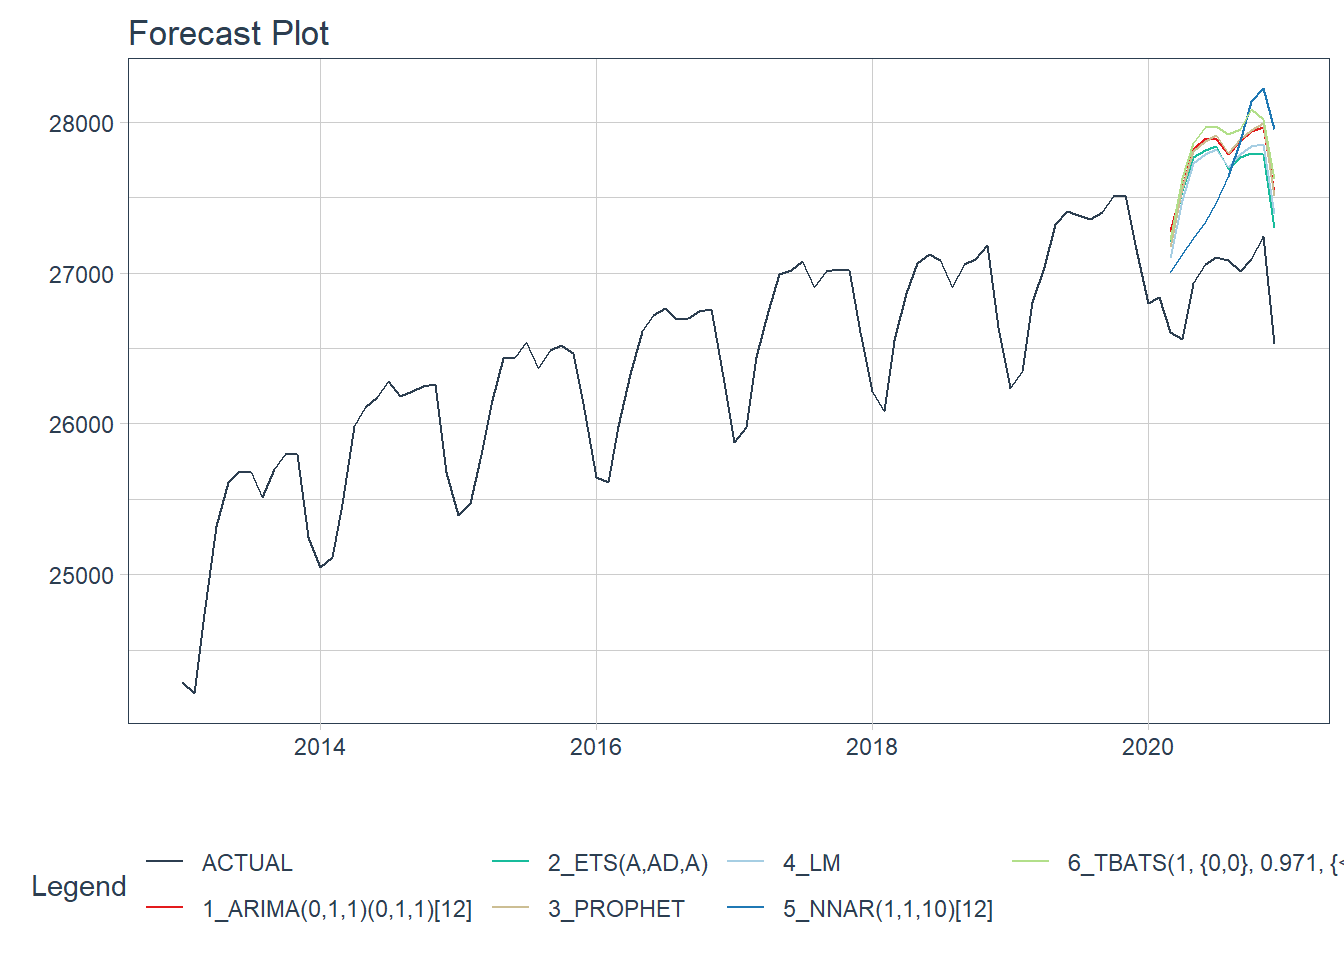 Forecast Plot
28000
27000
26000
25000
2014 2016 2018 2020
Legend
ACTUAL 2_ETS(A,AD,A) 4_LM 6_TBATS(1, {0,0}, 0.971, {<
1_ARIMA(0,1,1)(0,1,1)[12] 3_PROPHET 5_NNAR(1,1,10)[12]